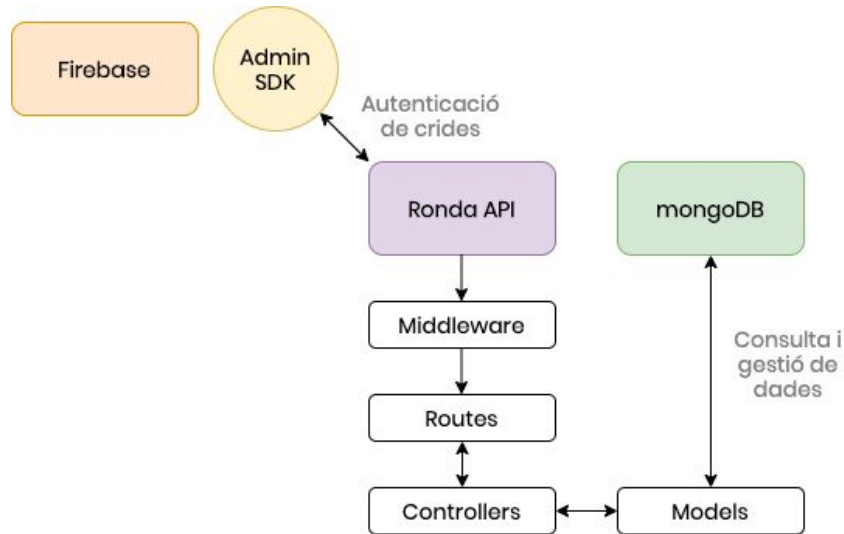 Firebase
Admin
SDK
Autenticació
de crides
Ronda API
mongoDB
Middleware
Consulta i
gestió de
dades
Routes
Controllers
Models